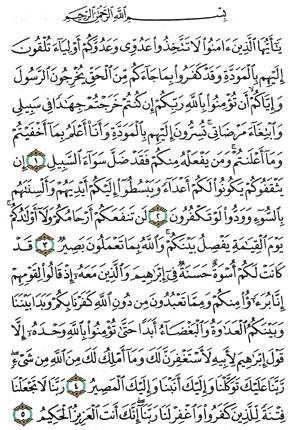 بِسْمِ اللَّهِ الرَّحْمَٰنِ الرَّحِيمِ
يَٰٓأَيُّهَا ٱلَّذِينَ ءَامَنُوا۟ لَا تَتَّخِذُوا۟ عَدُوِّى وَعَدُوَّكُمْ أَوْلِيَآءَ تُلْقُونَ
إِلَيْهِم بِٱلْمَوَدَّةِ وَقَدْ كَفَرُوا۟ بِمَا جَآءَكُم مِّنَ ٱلْحَقِّ يُخْرِجُونَ ٱلرَّسُولَ
وَإِيَّاكُمْ أَن تُؤْمِنُوا۟ بِٱللَّهِ رَبِّكُمْ إِن كُنتُمْ خَرَجْتُمْ جِهَٰدًا فِى سَبِيلِى
وَٱبْتِغَآءَ مَرْضَاتِى تُسِرُّونَ إِلَيْهِم بِٱلْمَوَدَّةِ وَأَنَا۠ أَعْلَمُ بِمَآ أَخْفَيْتُمْ
وَمَآ أَعْلَنتُمْ وَمَن يَفْعَلْهُ مِنكُمْ فَقَدْ ضَلَّ سَوَآءَ ٱلسَّبِيلِ ١ إِن
يَثْقَفُوكُمْ يَكُونُوا۟ لَكُمْ أَعْدَآءً وَيَبْسُطُوٓا۟ إِلَيْكُمْ أَيْدِيَهُمْ وَأَلْسِنَتَهُم
بِٱلسُّوٓءِ وَوَدُّوا۟ لَوْ تَكْفُرُونَ ٢ لَن تَنفَعَكُمْ أَرْحَامُكُمْ وَلَآ أَوْلَٰدُكُمْ
يَوْمَ ٱلْقِيَٰمَةِ يَفْصِلُ بَيْنَكُمْ وَٱللَّهُ بِمَا تَعْمَلُونَ بَصِيرٌ ٣ قَدْ
كَانَتْ لَكُمْ أُسْوَةٌ حَسَنَةٌ فِىٓ إِبْرَٰهِيمَ وَٱلَّذِينَ مَعَهُۥٓ إِذْ قَالُوا۟ لِقَوْمِهِمْ
إِنَّا بُرَءَٰٓؤُا۟ مِنكُمْ وَمِمَّا تَعْبُدُونَ مِن دُونِ ٱللَّهِ كَفَرْنَا بِكُمْ وَبَدَا بَيْنَنَا
وَبَيْنَكُمُ ٱلْعَدَٰوَةُ وَٱلْبَغْضَآءُ أَبَدًا حَتَّىٰ تُؤْمِنُوا۟ بِٱللَّهِ وَحْدَهُۥٓ إِلَّا
قَوْلَ إِبْرَٰهِيمَ لِأَبِيهِ لَأَسْتَغْفِرَنَّ لَكَ وَمَآ أَمْلِكُ لَكَ مِنَ ٱللَّهِ مِن شَىْءٍ
رَّبَّنَا عَلَيْكَ تَوَكَّلْنَا وَإِلَيْكَ أَنَبْنَا وَإِلَيْكَ ٱلْمَصِيرُ ٤ رَبَّنَا لَا تَجْعَلْنَا
فِتْنَةً لِّلَّذِينَ كَفَرُوا۟ وَٱغْفِرْ لَنَا رَبَّنَآ إِنَّكَ أَنتَ ٱلْعَزِيزُ ٱلْحَكِيمُ ٥